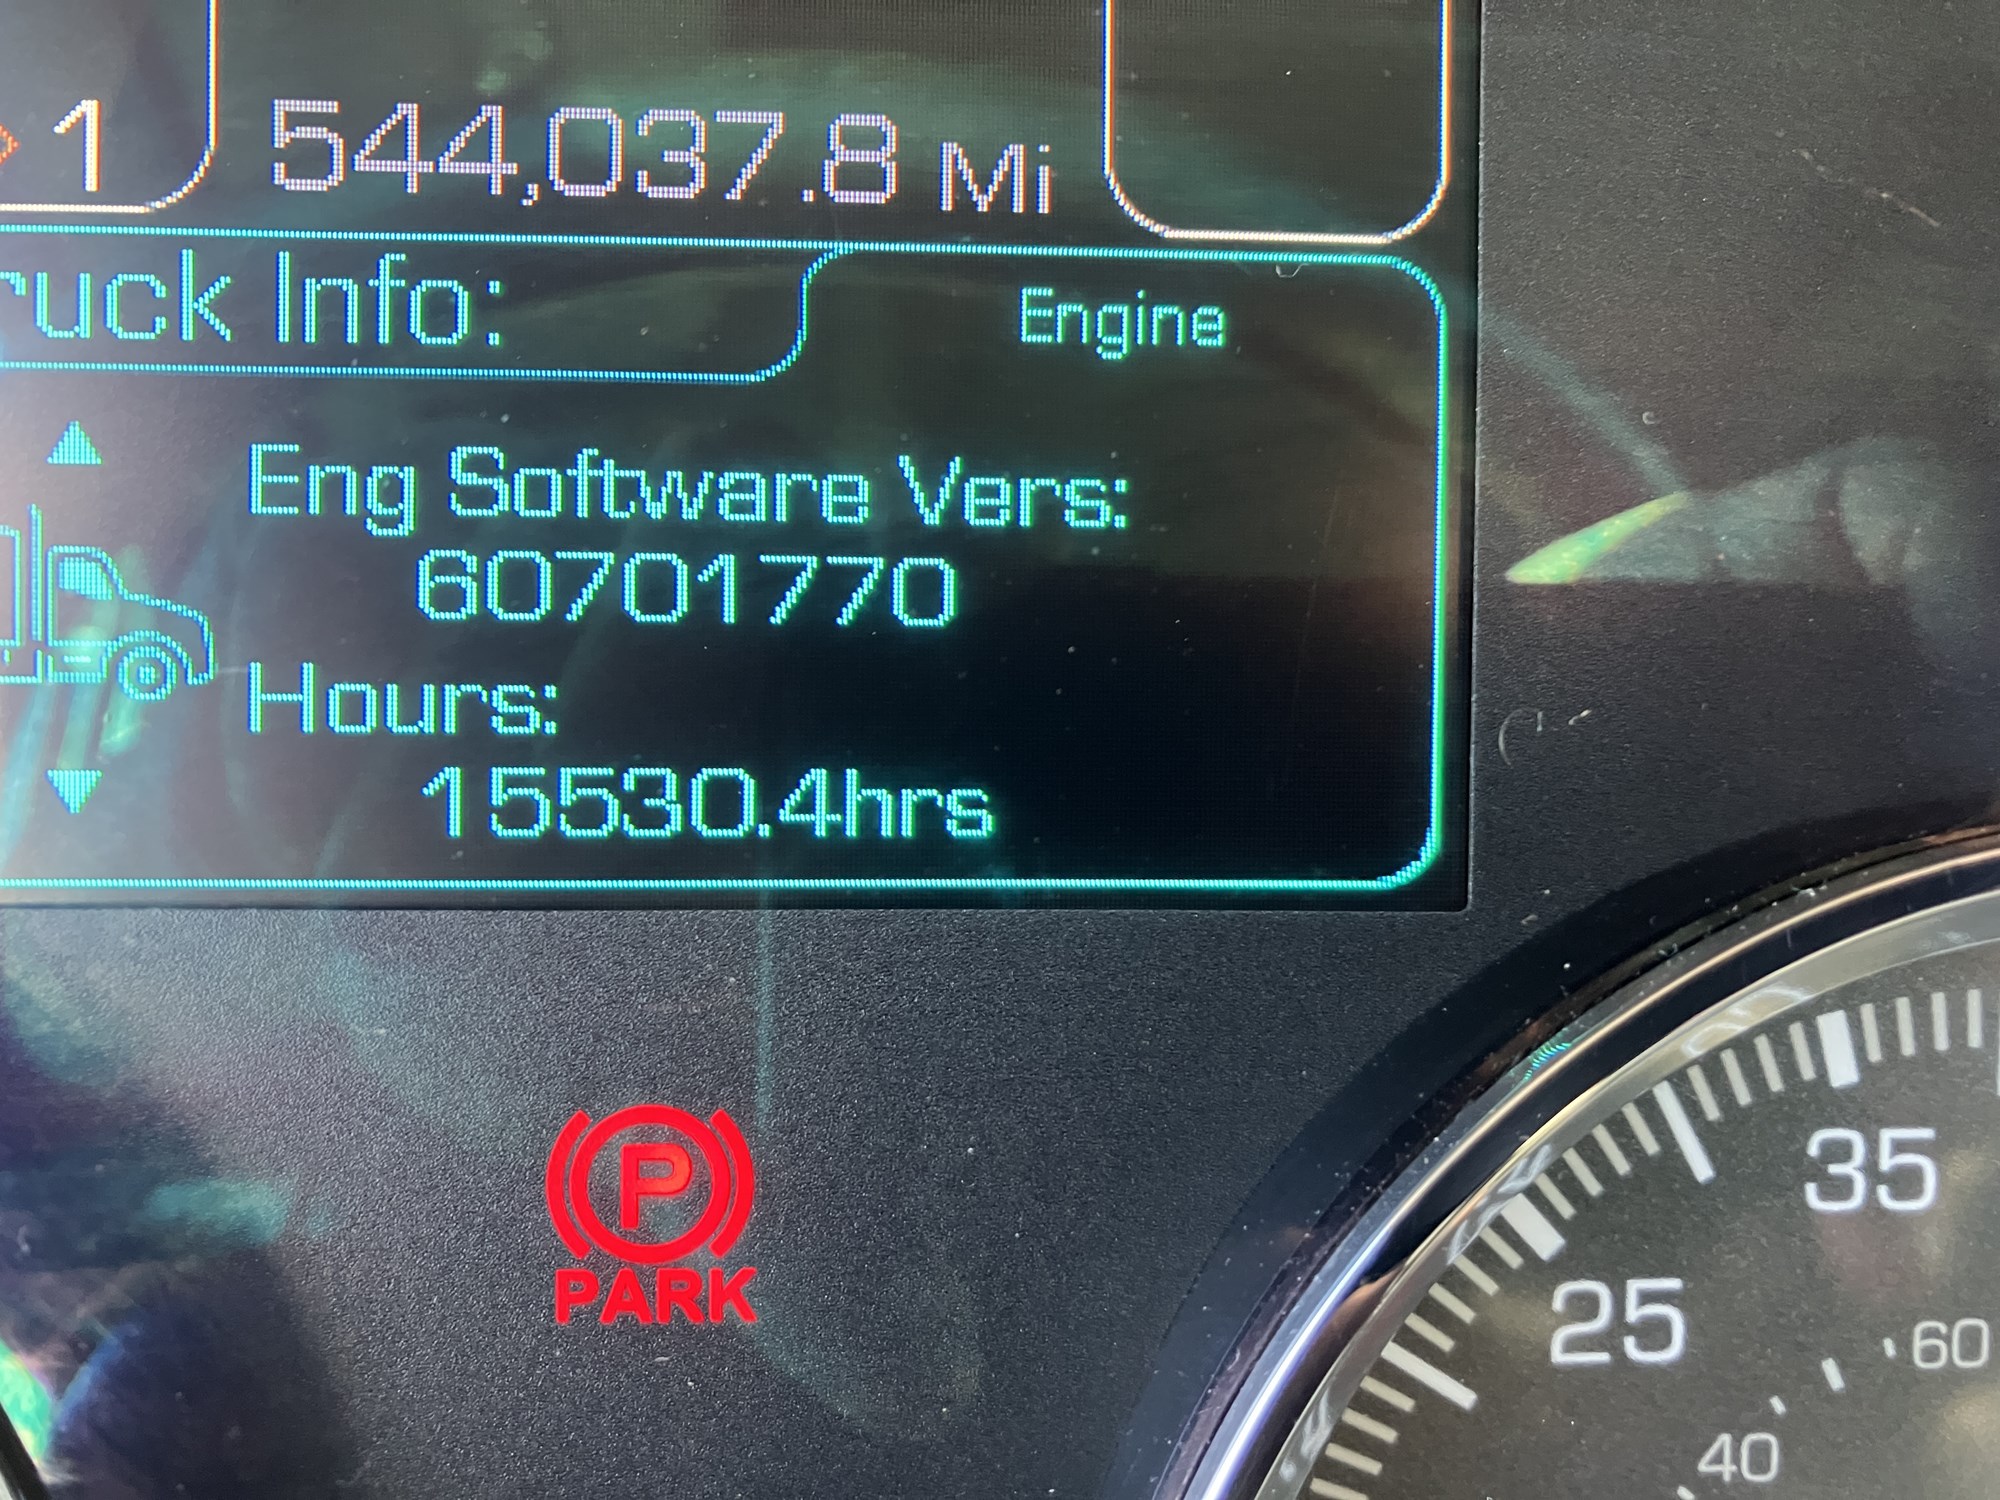 1
544,037.8 Mi
ruck Info:
Engine
Eng Software Vers:
60701770
Hours:
15530.4hrs
P
PARK
35
25
60
40